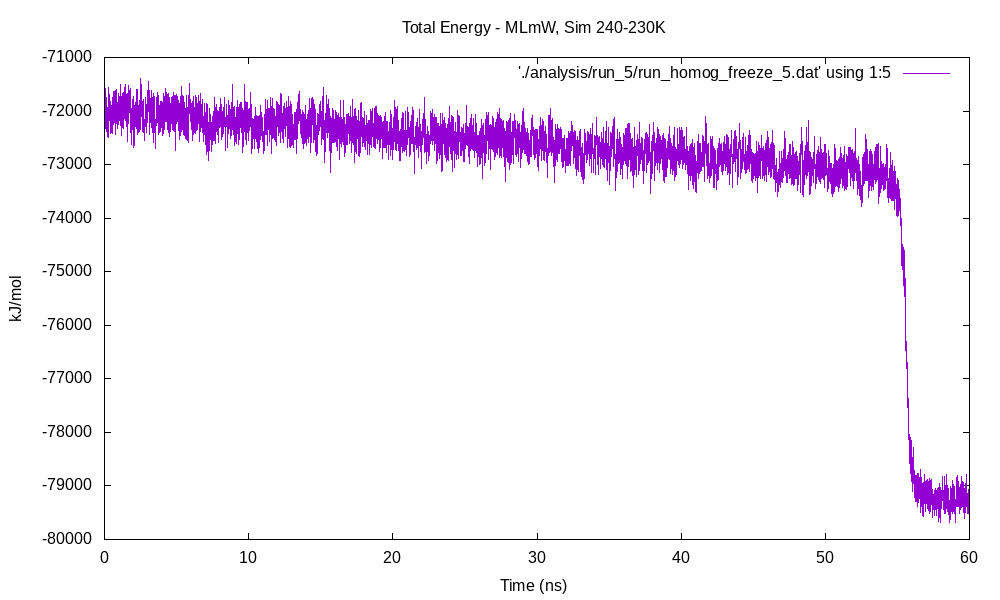 Total Energy - MLmW, Sim 240-230K
'./analysis/run_5/run_homog_freeze_5.dat' using 1:5
-71000
-72000
-73000
-74000
-75000
-76000
-77000
-78000
-79000
-80000
kJ/mol
0 10 20 30 40 50 60
Time (ns)